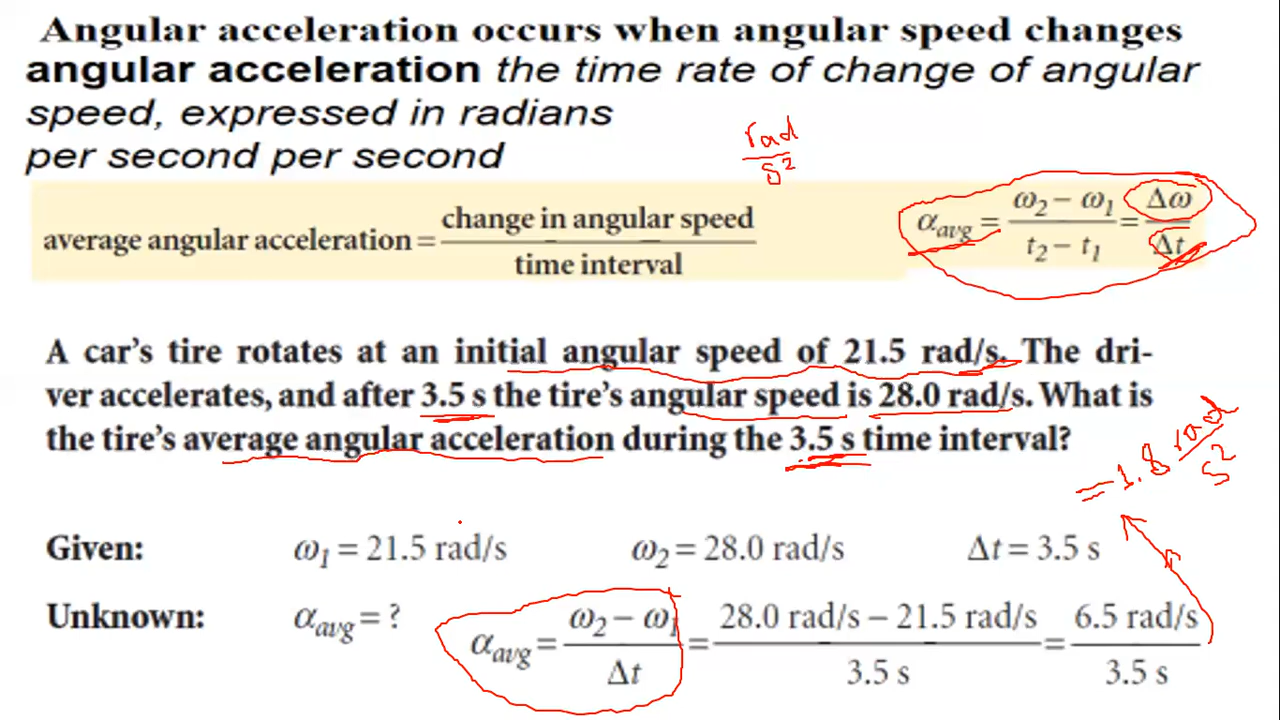 Angular acceleration occurs when angular speed changes
angular acceleration the time rate of change of angular
speed, expressed in radians
per second per second
rad/s²
average angular acceleration = change in angular speed / time interval
α_avg = (ω₂ − ω₁)/(t₂ − t₁) = Δω/Δt
A car's tire rotates at an initial angular speed of 21.5 rad/s. The dri-
ver accelerates, and after 3.5 s the tire's angular speed is 28.0 rad/s. What is
the tire's average angular acceleration during the 3.5 s time interval?
= 1.8 rad/s²
Given: ω₁ = 21.5 rad/s ω₂ = 28.0 rad/s Δt = 3.5 s
Unknown: α_avg = ?
α_avg = (ω₂ − ω₁)/Δt = (28.0 rad/s − 21.5 rad/s)/3.5 s = 6.5 rad/s / 3.5 s